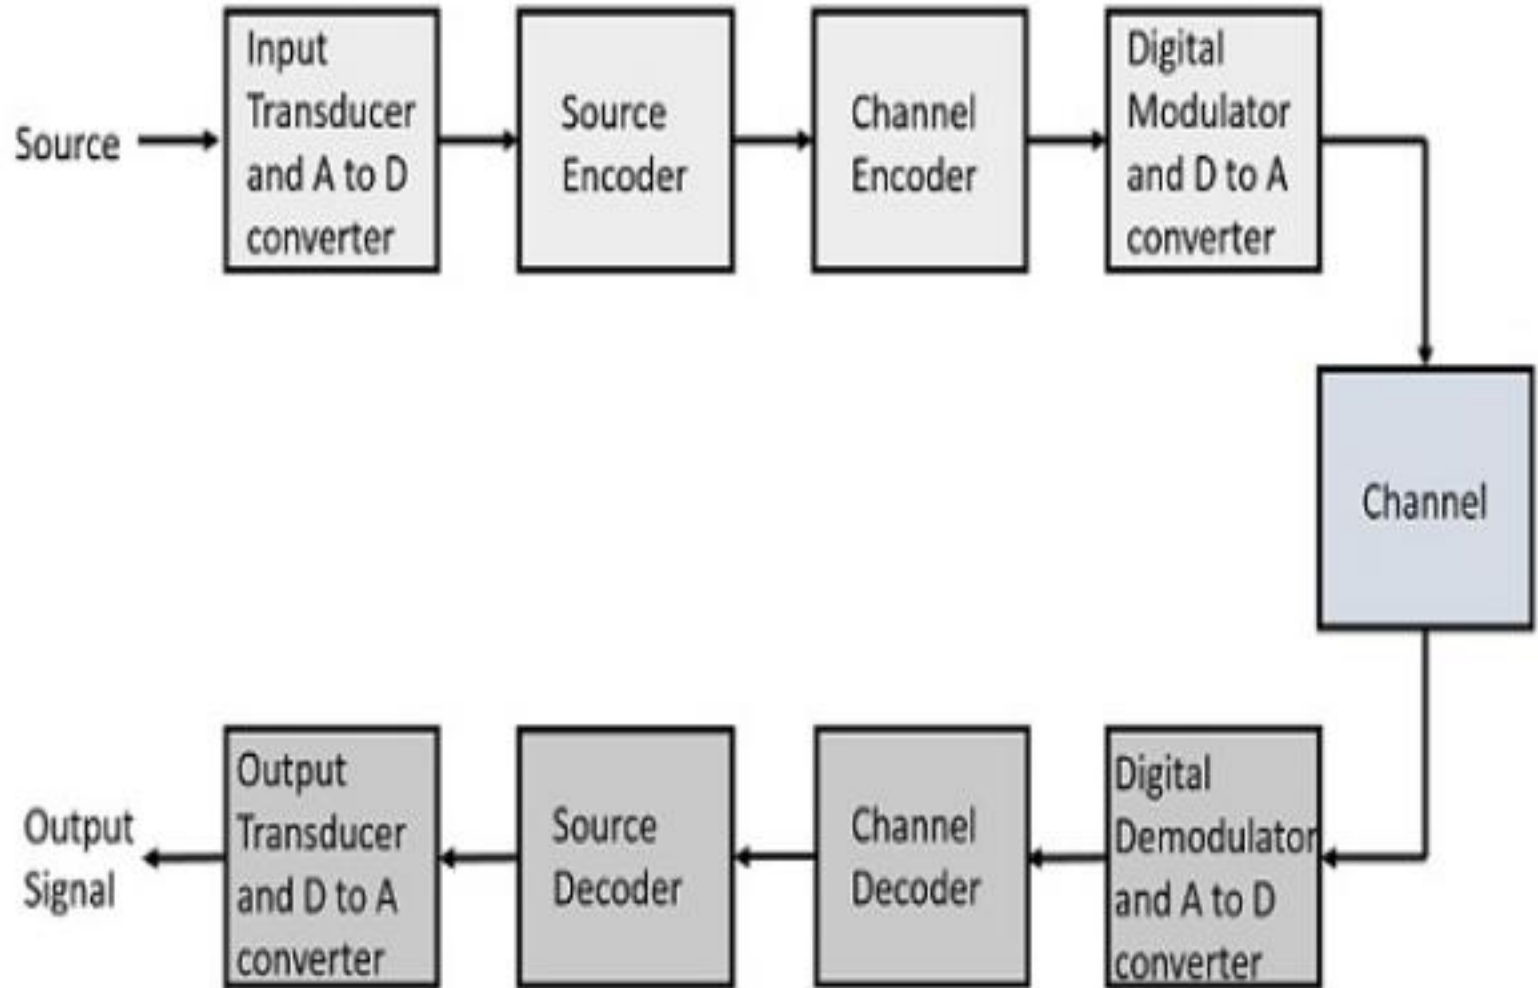 Source
Input
Transducer
and A to D
converter
Source
Encoder
Channel
Encoder
Digital
Modulator
and D to A
converter
Channel
Digital
Demodulator
and A to D
converter
Channel
Decoder
Source
Decoder
Output
Transducer
and D to A
converter
Output
Signal